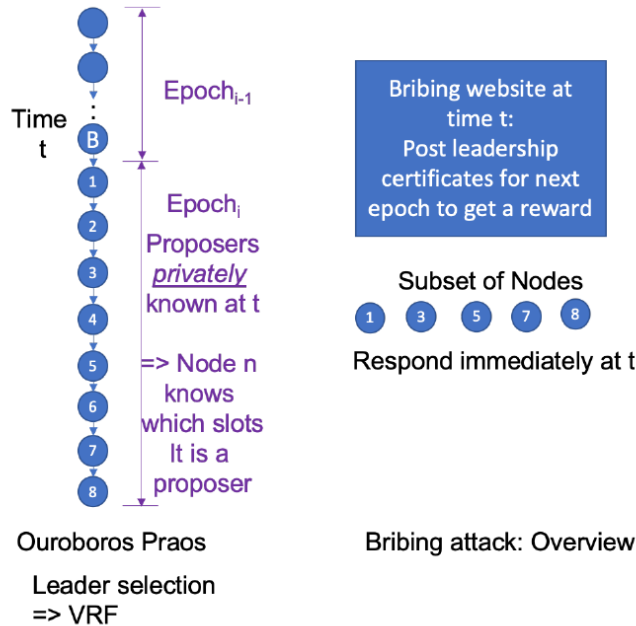 Time
t
B
1
2
3
4
5
6
7
8
Epochi-1
Epochi
Proposers
privately
known at t
=> Node n
knows
which slots
It is a
proposer
Ouroboros Praos
Leader selection
=> VRF
Bribing website at
time t:
Post leadership
certificates for next
epoch to get a reward
Subset of Nodes
1 3 5 7 8
Respond immediately at t
Bribing attack: Overview